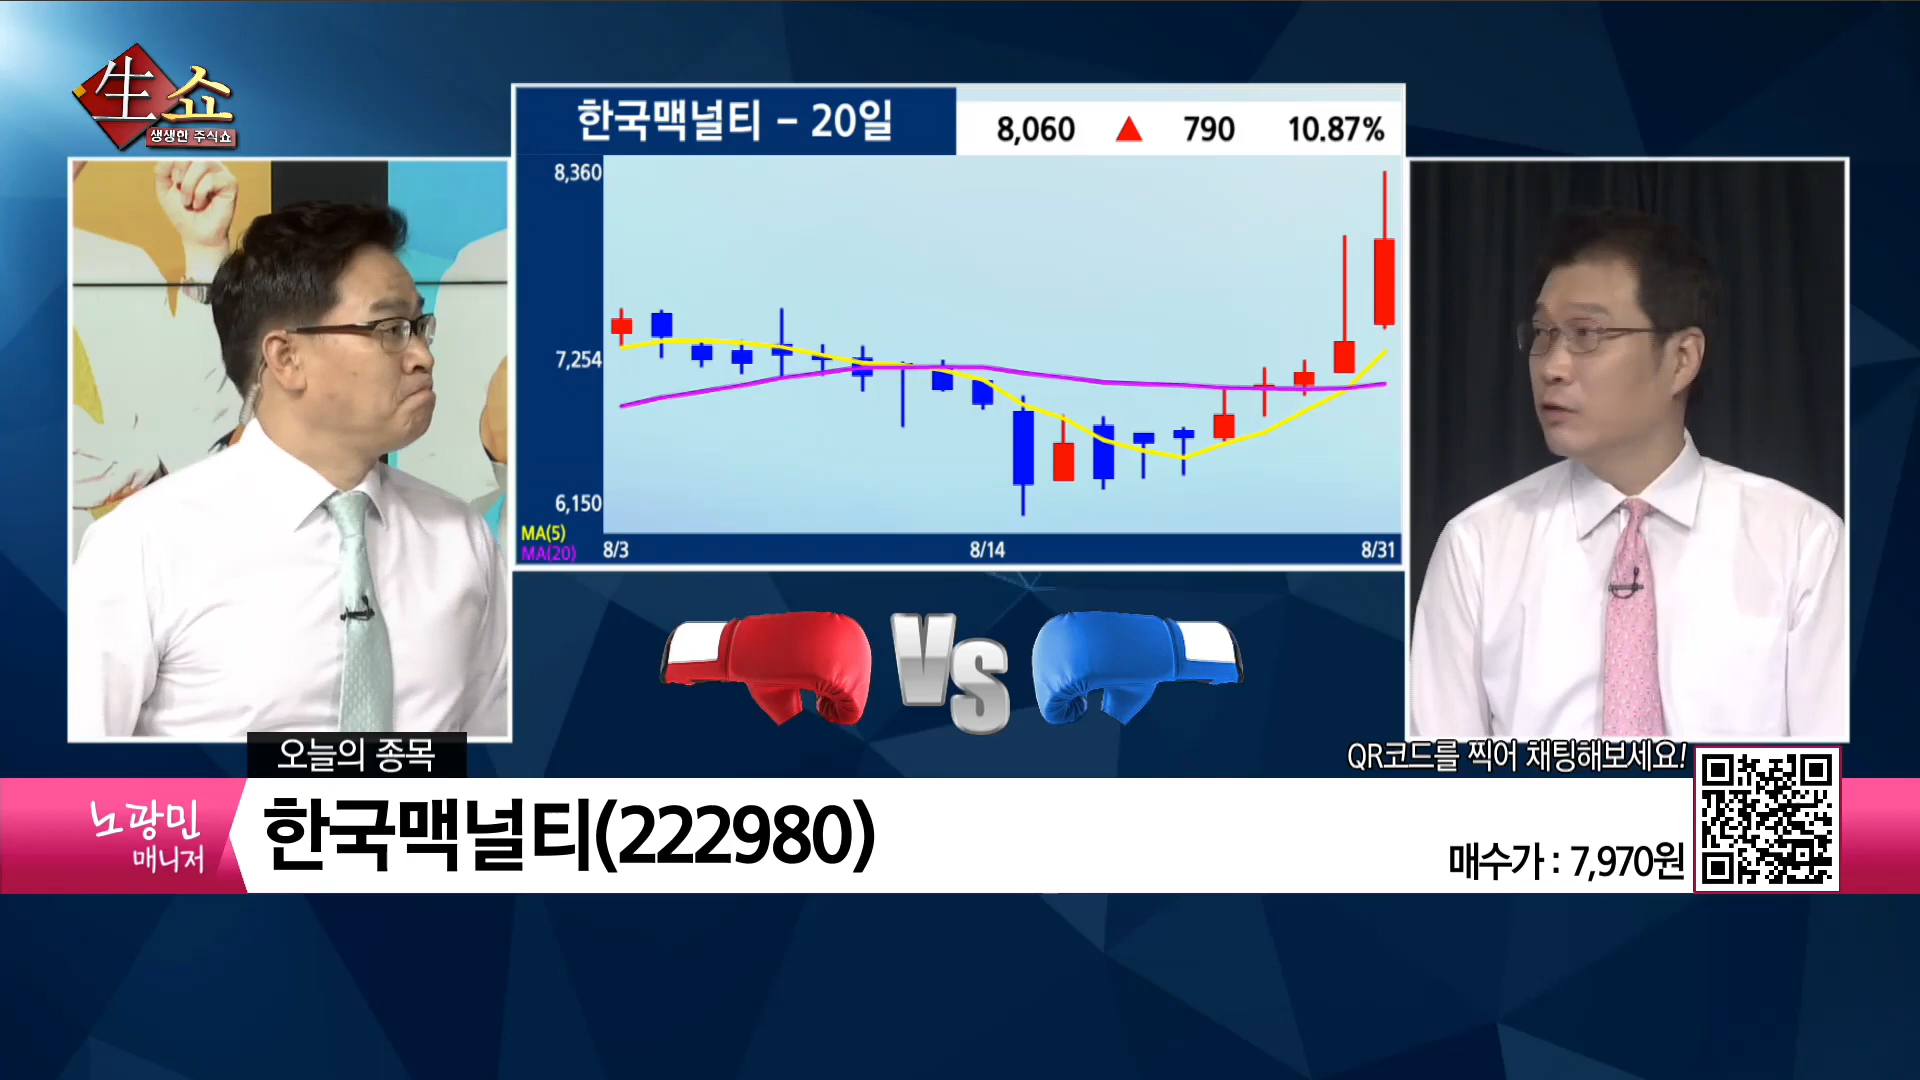 生쇼
생생한 주식쇼
한국맥널티 - 20일
8,060 ▲ 790 10.87%
8,360
7,254
6,150
MA(5)
MA(20)
8/3 8/14 8/31
VS
오늘의 종목
QR코드를 찍어 채팅해보세요!
노광민
매니저
한국맥널티(222980)
매수가 : 7,970원